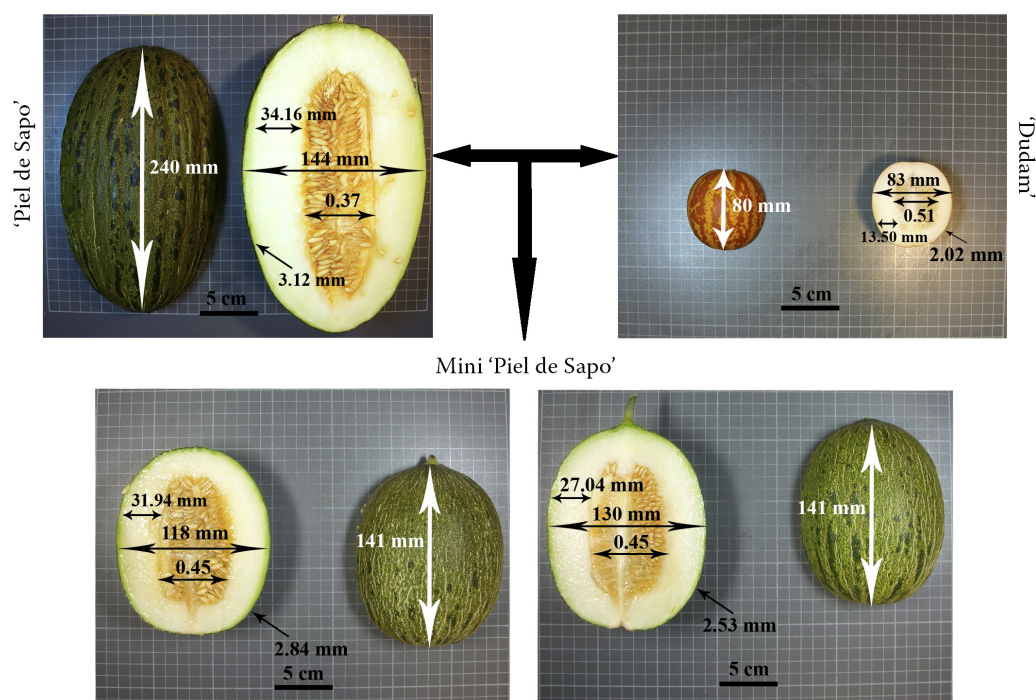 ‘Piel de Sapo’
240 mm
34.16 mm
144 mm
0.37
3.12 mm
5 cm
‘Dudam’
80 mm
83 mm
0.51
13.50 mm
2.02 mm
5 cm
Mini ‘Piel de Sapo’
31.94 mm
118 mm
0.45
141 mm
2.84 mm
5 cm
27.04 mm
130 mm
0.45
141 mm
2.53 mm
5 cm